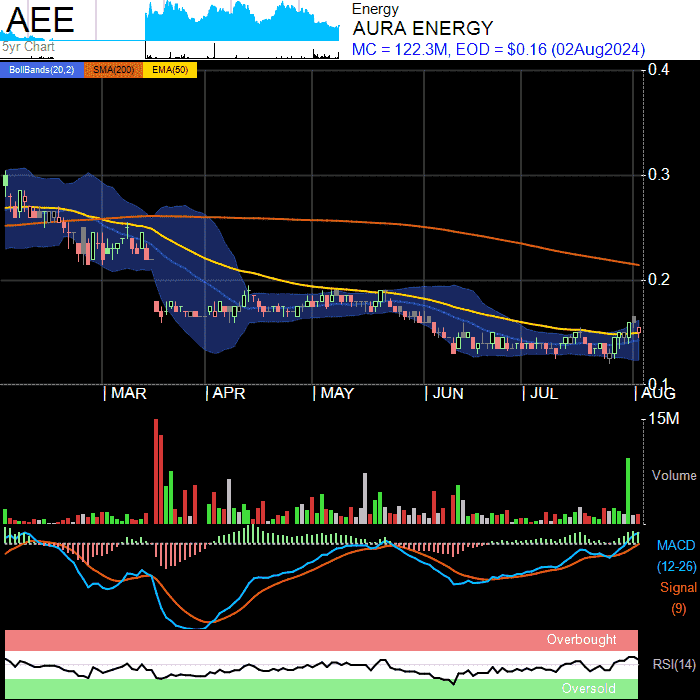 AEE
5yr Chart
Energy
AURA ENERGY
MC = 122.3M, EOD = $0.16 (02Aug2024)
BollBands(20,2) SMA(200) EMA(50)
0.4
0.3
0.2
0.1
MAR APR MAY JUN JUL AUG
15M
Volume
MACD
(12-26)
Signal
(9)
Overbought
RSI(14)
Oversold